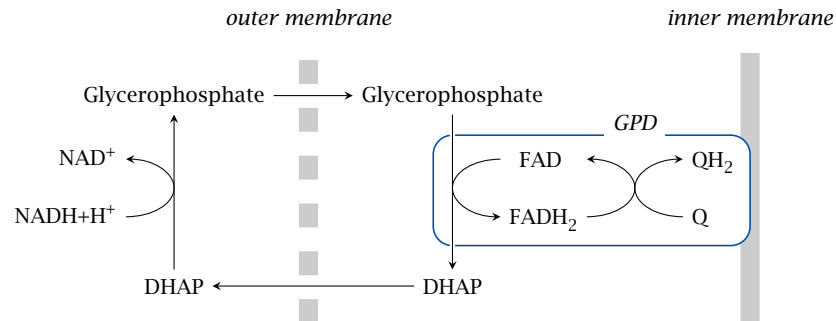 outer membrane
inner membrane
Glycerophosphate
Glycerophosphate
GPD
NAD⁺
FAD
QH₂
NADH+H⁺
FADH₂
Q
DHAP
DHAP